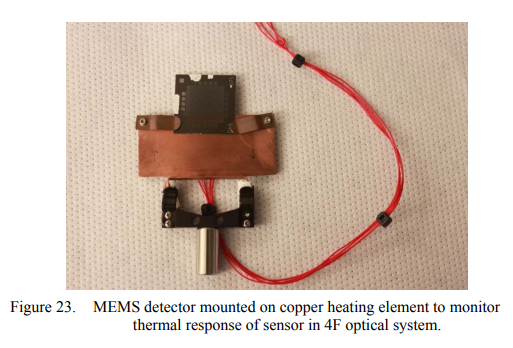 Figure 23. MEMS detector mounted on copper heating element to monitor
thermal response of sensor in 4F optical system.